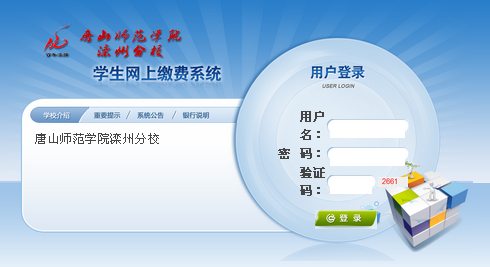 唐山师范学院
滦州分校
学生网上缴费系统
用户登录
USER LOGIN
学校介绍 / 重要提示 / 系统公告 / 银行说明
唐山师范学院滦州分校
用户
名：
密 码：
验证
码：
2661
登 录